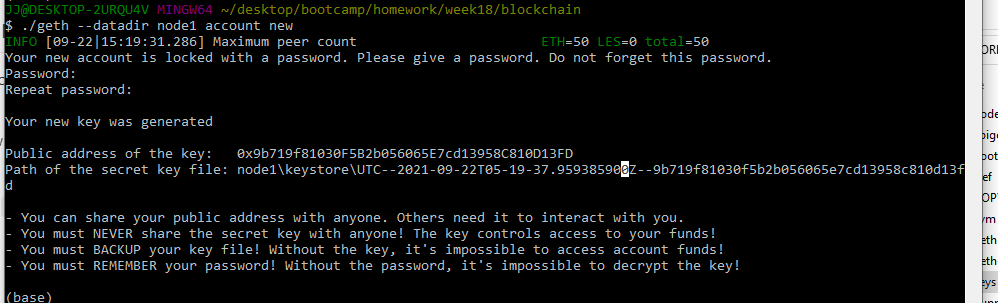 JJ@DESKTOP-2URQU4V MINGW64 ~/desktop/bootcamp/homework/week18/blockchain
$ ./geth --datadir node1 account new
INFO [09-22|15:19:31.286] Maximum peer count ETH=50 LES=0 total=50
Your new account is locked with a password. Please give a password. Do not forget this password.
Password:
Repeat password:
Your new key was generated
Public address of the key: 0x9b719f81030F5B2b056065E7cd13958C810D13FD
Path of the secret key file: node1\keystore\UTC--2021-09-22T05-19-37.959385900Z--9b719f81030f5b2b056065e7cd13958c810d13f
d
- You can share your public address with anyone. Others need it to interact with you.
- You must NEVER share the secret key with anyone! The key controls access to your funds!
- You must BACKUP your key file! Without the key, it's impossible to access account funds!
- You must REMEMBER your password! Without the password, it's impossible to decrypt the key!
(base)